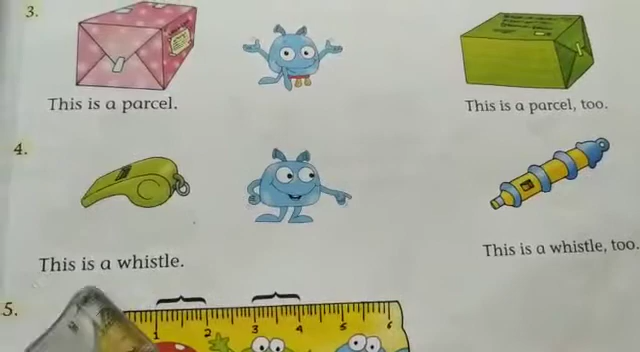 3.
This is a parcel.
This is a parcel, too.
4.
This is a whistle.
This is a whistle, too.
5.
1 2 3 4 5 6